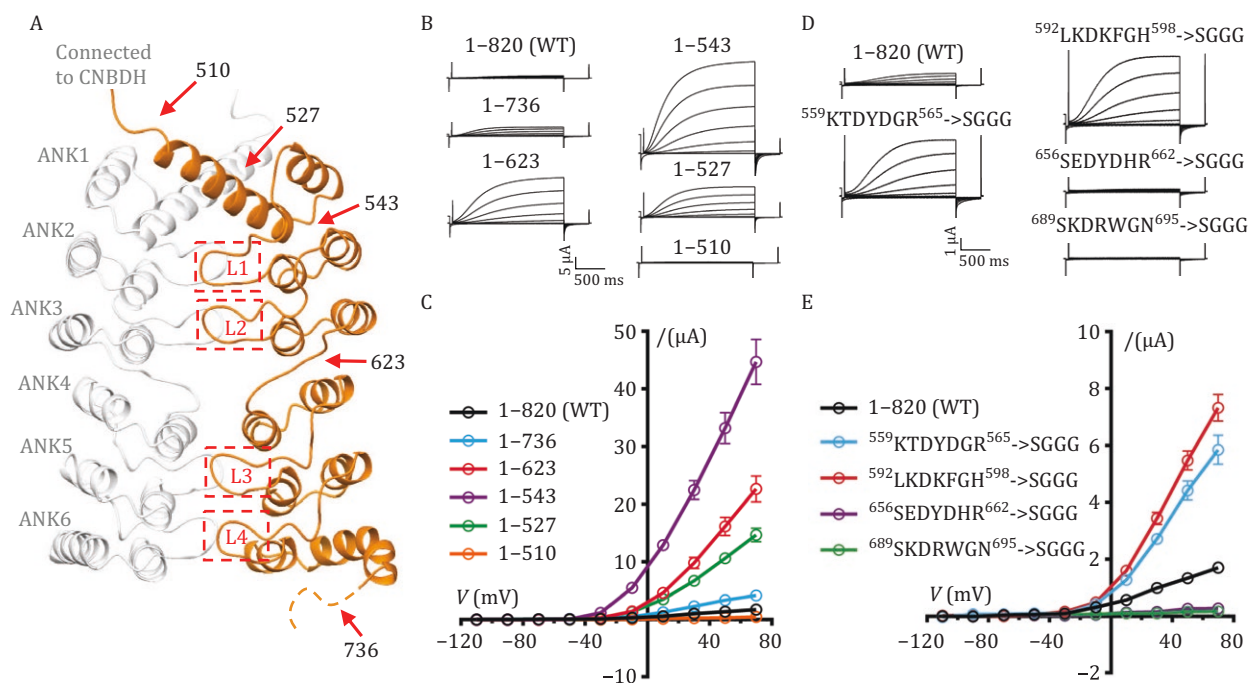 A
Connected
to CNBDH
510
527
ANK1
543
ANK2
L1
ANK3
L2
623
ANK4
ANK5
L3
ANK6
L4
736
B
1–820 (WT)
1–543
1–736
1–623
1–527
1–510
5 μA
500 ms
C
I(μA)
50
40
30
20
10
−10
V (mV)
−120
−80
−40
40
80
1–820 (WT)
1–736
1–623
1–543
1–527
1–510
D
1–820 (WT)
⁵⁹²LKDKFGH⁵⁹⁸->SGGG
⁵⁵⁹KTDYDGR⁵⁶⁵->SGGG
⁶⁵⁶SEDYDHR⁶⁶²->SGGG
⁶⁸⁹SKDRWGN⁶⁹⁵->SGGG
1 μA
500 ms
E
I(μA)
10
8
6
4
2
−2
V (mV)
−120
−80
−40
40
80
1–820 (WT)
⁵⁵⁹KTDYDGR⁵⁶⁵->SGGG
⁵⁹²LKDKFGH⁵⁹⁸->SGGG
⁶⁵⁶SEDYDHR⁶⁶²->SGGG
⁶⁸⁹SKDRWGN⁶⁹⁵->SGGG